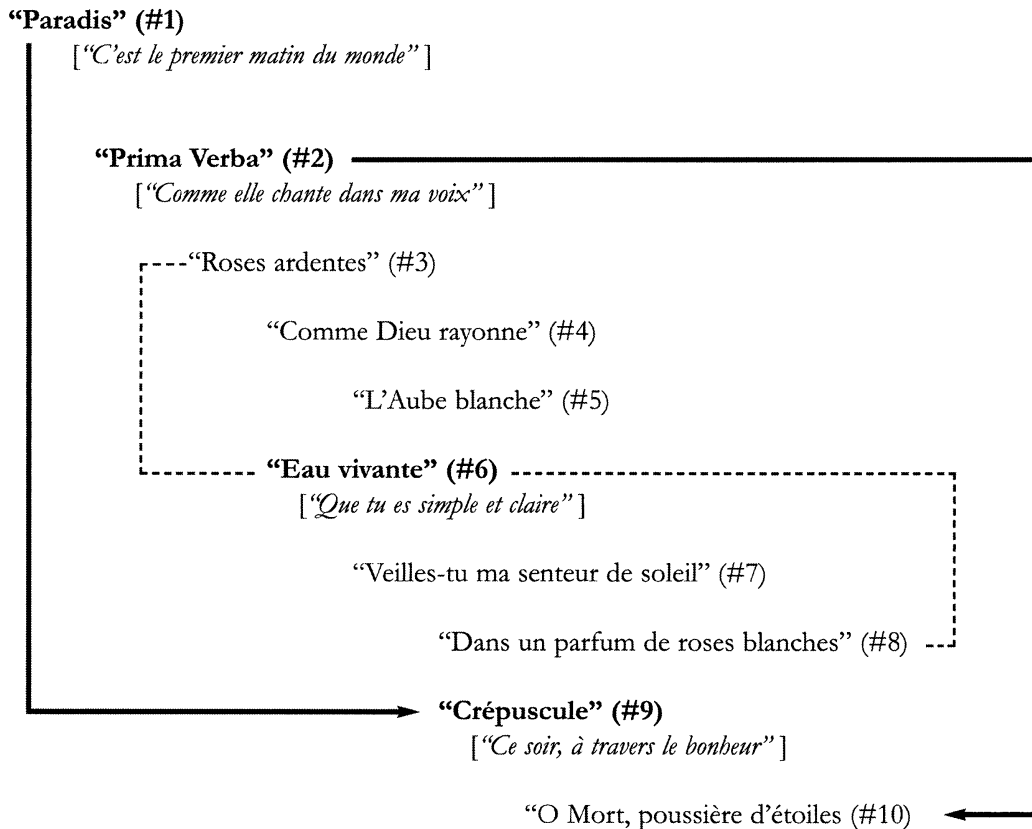 “Paradis” (#1)
[“C’est le premier matin du monde” ]
“Prima Verba” (#2)
[“Comme elle chante dans ma voix” ]
“Roses ardentes” (#3)
“Comme Dieu rayonne” (#4)
“L’Aube blanche” (#5)
“Eau vivante” (#6)
[“Que tu es simple et claire” ]
“Veilles-tu ma senteur de soleil” (#7)
“Dans un parfum de roses blanches” (#8)
“Crépuscule” (#9)
[“Ce soir, à travers le bonheur” ]
“O Mort, poussière d’étoiles (#10)